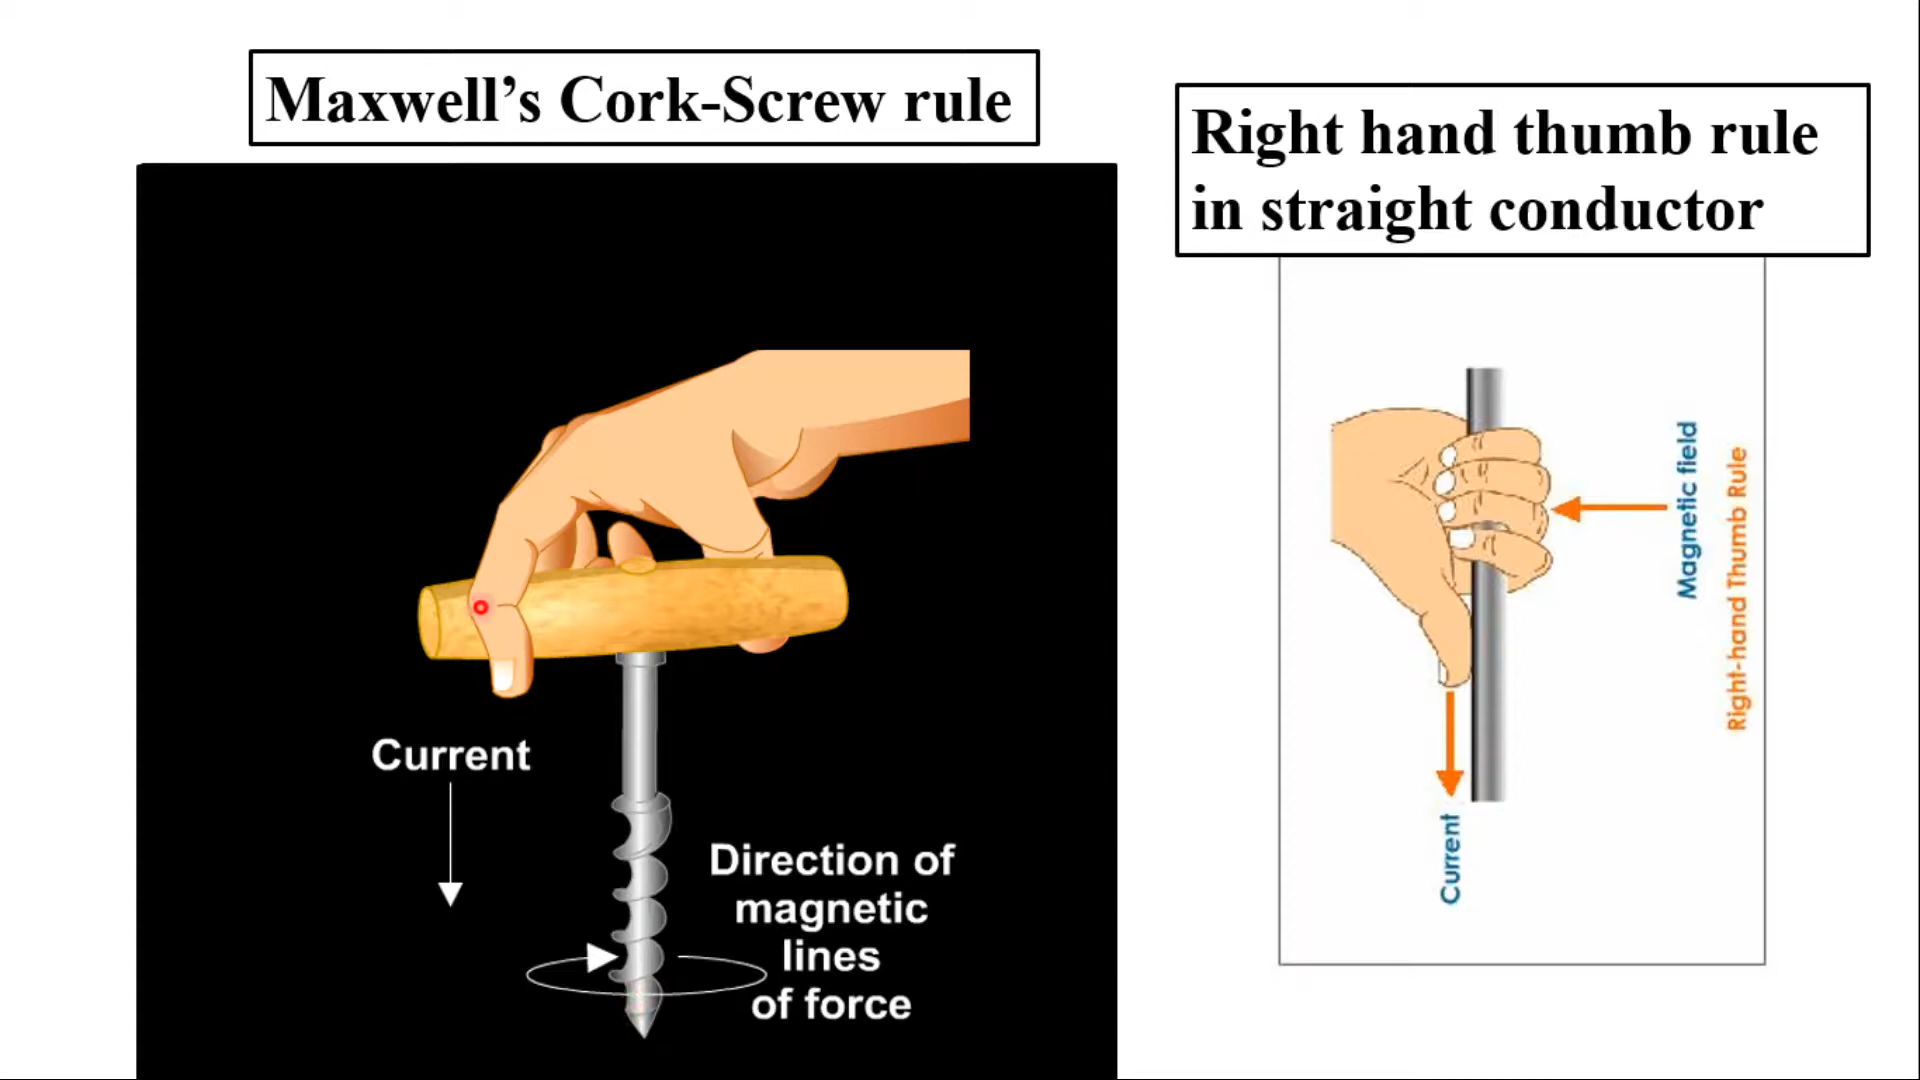 Maxwell’s Cork-Screw rule
Right hand thumb rule
in straight conductor
Current
Direction of
magnetic
lines
of force
Magnetic field
Right-hand Thumb Rule
Current